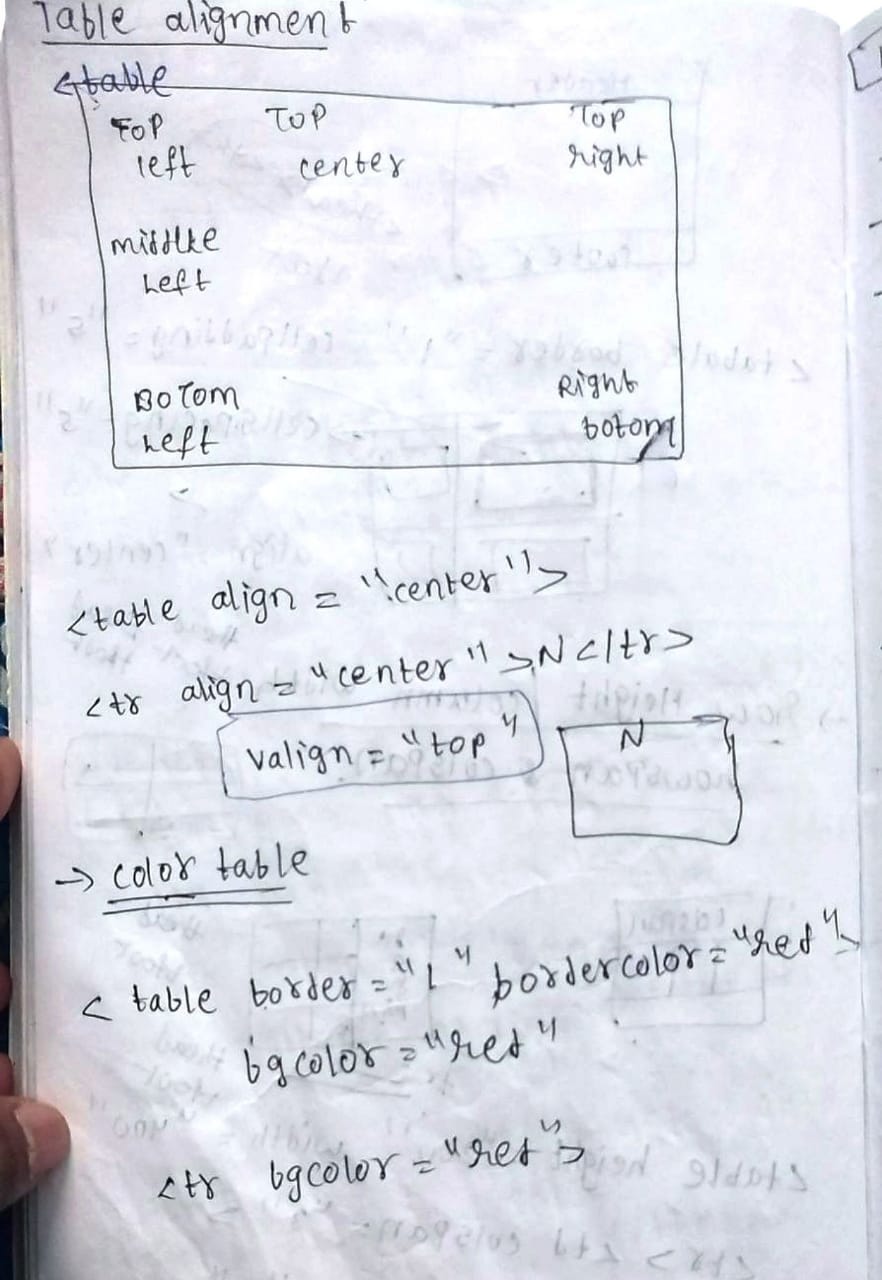 Table alignment
<table
Top Top Top
left center right
middle
Left
BoTom Right
Left botom
<table align = "center">
<tr align = "center">N</tr>
valign = "top"
N
→ color table
< table border = "1" bordercolor = "red">
bgcolor = "red"
<tr bgcolor = "red">